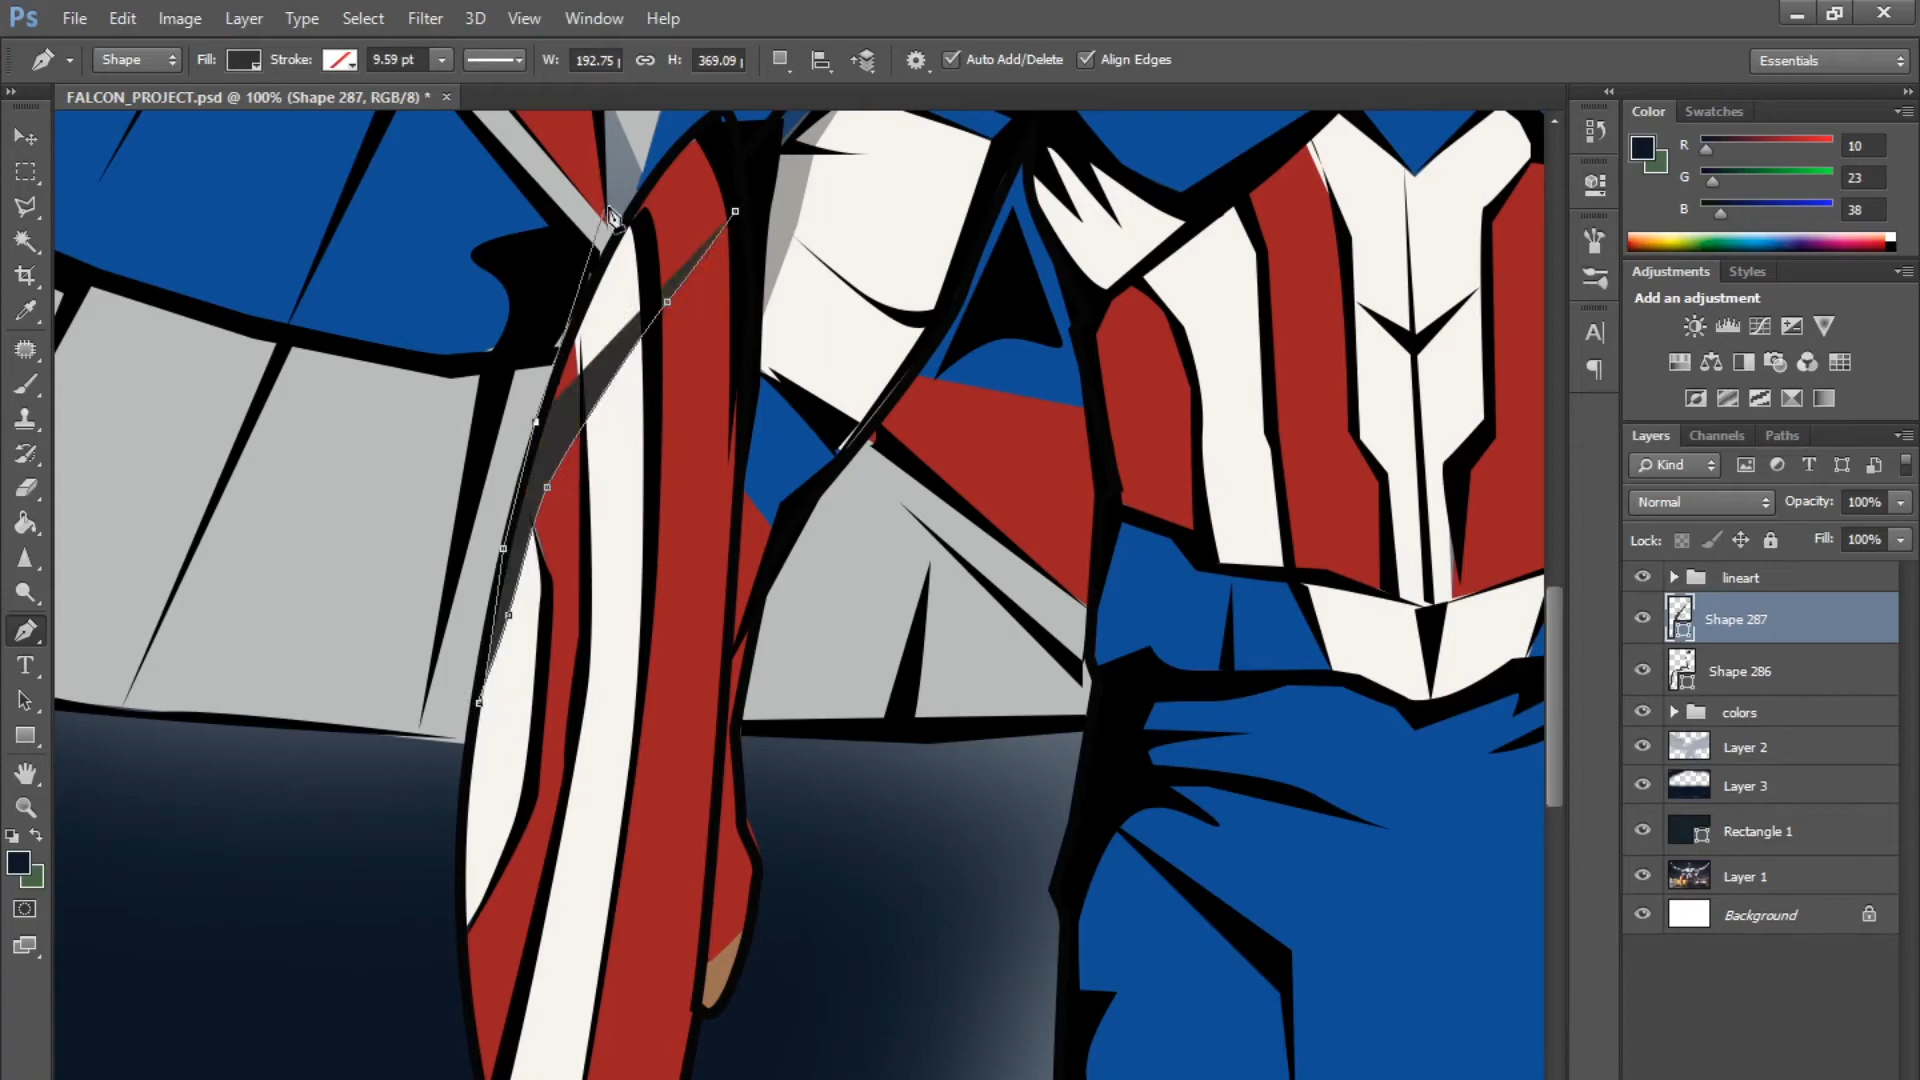 Ps File Edit Image Layer Type Select Filter 3D View Window Help
Shape Fill: Stroke: 9.59 pt W: 192.75 H: 369.09 Auto Add/Delete Align Edges Essentials
FALCON_PROJECT.psd @ 100% (Shape 287, RGB/8) *
Color Swatches
R 10
G 23
B 38
Adjustments Styles
Add an adjustment
Layers Channels Paths
Kind
Normal Opacity: 100%
Lock: Fill: 100%
lineart
Shape 287
Shape 286
colors
Layer 2
Layer 3
Rectangle 1
Layer 1
Background